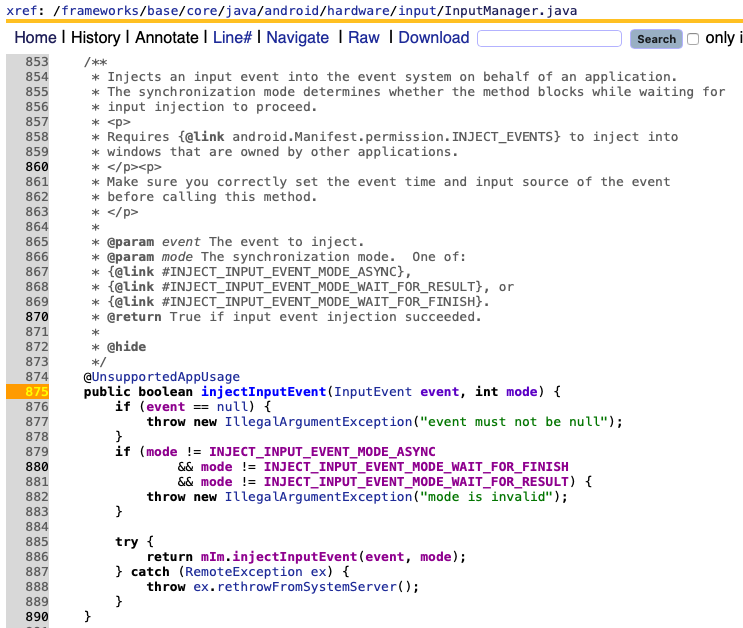 xref: /frameworks/base/core/java/android/hardware/input/InputManager.java
Home | History | Annotate | Line# | Navigate | Raw | Download Search only i
853 /**
854 * Injects an input event into the event system on behalf of an application.
855 * The synchronization mode determines whether the method blocks while waiting for
856 * input injection to proceed.
857 * <p>
858 * Requires {@link android.Manifest.permission.INJECT_EVENTS} to inject into
859 * windows that are owned by other applications.
860 * </p><p>
861 * Make sure you correctly set the event time and input source of the event
862 * before calling this method.
863 * </p>
864 *
865 * @param event The event to inject.
866 * @param mode The synchronization mode.  One of:
867 * {@link #INJECT_INPUT_EVENT_MODE_ASYNC},
868 * {@link #INJECT_INPUT_EVENT_MODE_WAIT_FOR_RESULT}, or
869 * {@link #INJECT_INPUT_EVENT_MODE_WAIT_FOR_FINISH}.
870 * @return True if input event injection succeeded.
871 *
872 * @hide
873 */
874 @UnsupportedAppUsage
875 public boolean injectInputEvent(InputEvent event, int mode) {
876 if (event == null) {
877 throw new IllegalArgumentException("event must not be null");
878 }
879 if (mode != INJECT_INPUT_EVENT_MODE_ASYNC
880 && mode != INJECT_INPUT_EVENT_MODE_WAIT_FOR_FINISH
881 && mode != INJECT_INPUT_EVENT_MODE_WAIT_FOR_RESULT) {
882 throw new IllegalArgumentException("mode is invalid");
883 }
884
885 try {
886 return mIm.injectInputEvent(event, mode);
887 } catch (RemoteException ex) {
888 throw ex.rethrowFromSystemServer();
889 }
890 }